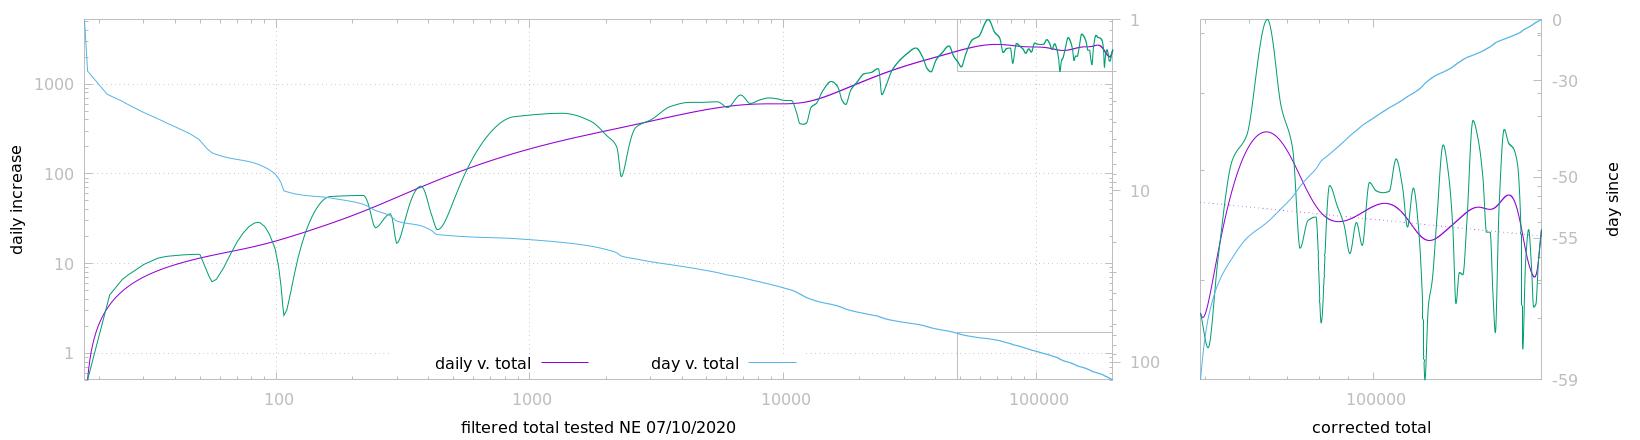 1
0
1000
-30
daily increase
100
-50
10
day since
-55
10
1
daily v. total
day v. total
100
-59
100
1000
10000
100000
100000
filtered total tested NE 07/10/2020
corrected total